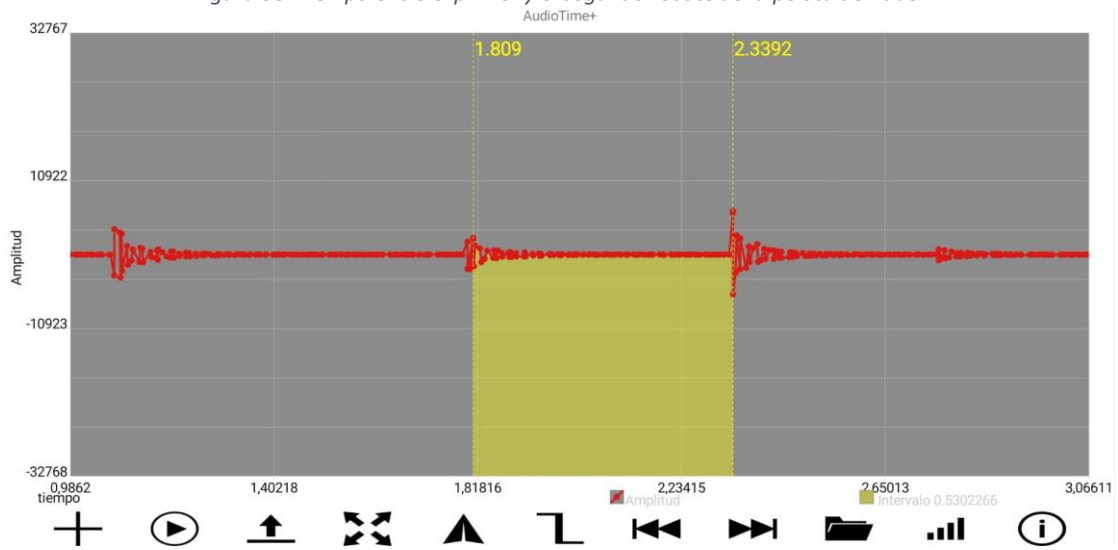 AudioTime+
32767
1.809
2.3392
10922
Amplitud
-10923
-32768
0,9862
1,40218
1,81816
2,23415
2,65013
3,06611
tiempo
Amplitud
Intervalo 0.5302266